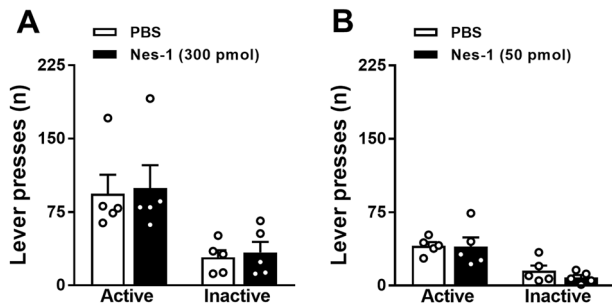 A
PBS
Nes-1 (300 pmol)
Lever presses (n)
225
150
75
0
Active
Inactive
B
PBS
Nes-1 (50 pmol)
Lever presses (n)
225
150
75
0
Active
Inactive